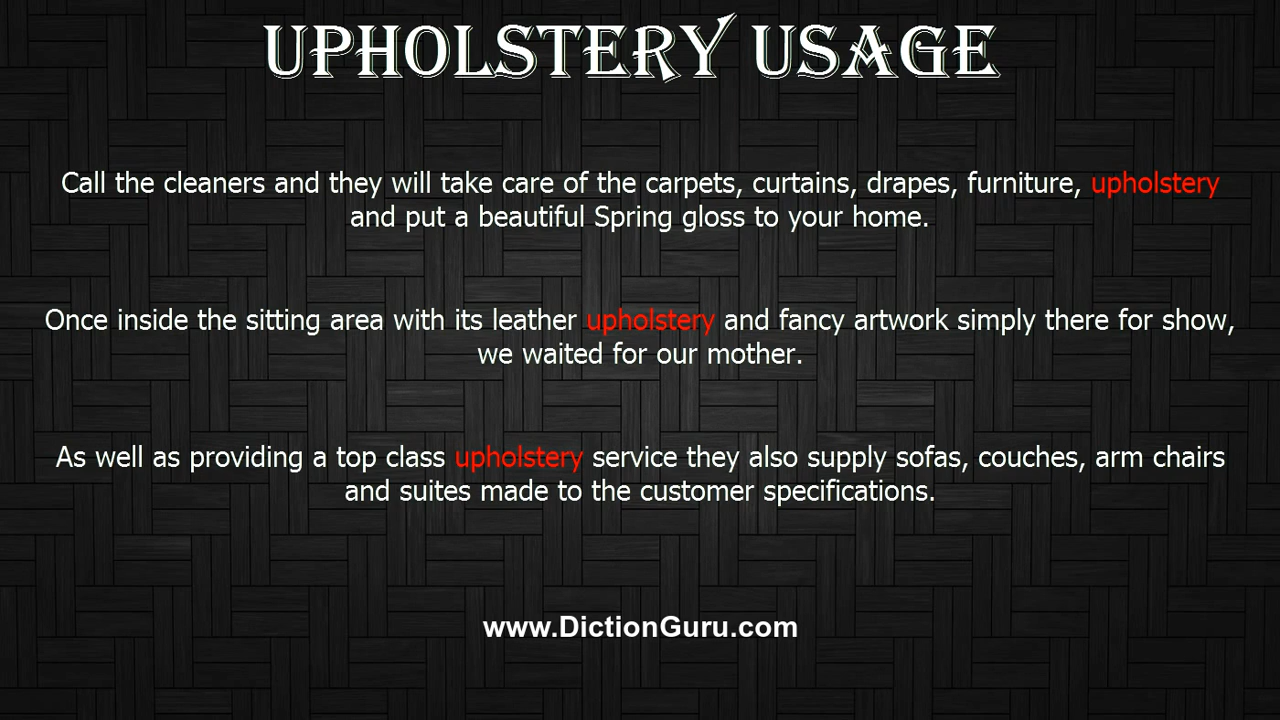 UPHOLSTERY USAGE
Call the cleaners and they will take care of the carpets, curtains, drapes, furniture, upholstery
and put a beautiful Spring gloss to your home.
Once inside the sitting area with its leather upholstery and fancy artwork simply there for show,
we waited for our mother.
As well as providing a top class upholstery service they also supply sofas, couches, arm chairs
and suites made to the customer specifications.
www.DictionGuru.com